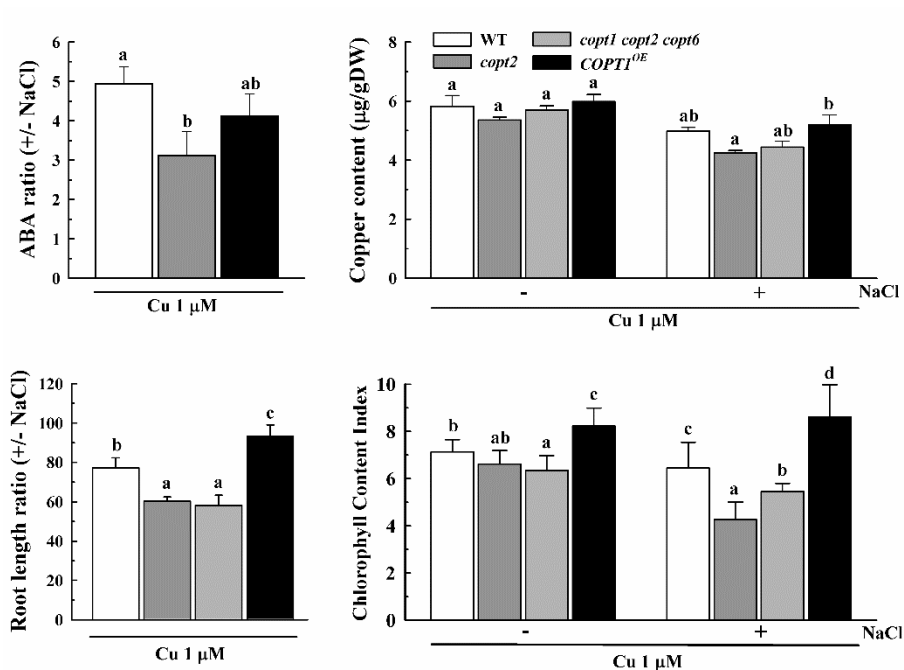 ABA ratio (+/- NaCl)
6
5
4
3
2
1
0
a
b
ab
Cu 1 µM
Copper content (µg/gDW)
8
6
4
2
0
WT
copt1 copt2 copt6
copt2
COPT1^OE
a
a
a
a
ab
a
ab
b
-
+
NaCl
Cu 1 µM
Root length ratio (+/- NaCl)
120
100
80
60
40
20
0
b
a
a
c
Cu 1 µM
Chlorophyll Content Index
10
8
6
4
2
0
b
ab
a
c
c
a
b
d
-
+
NaCl
Cu 1 µM